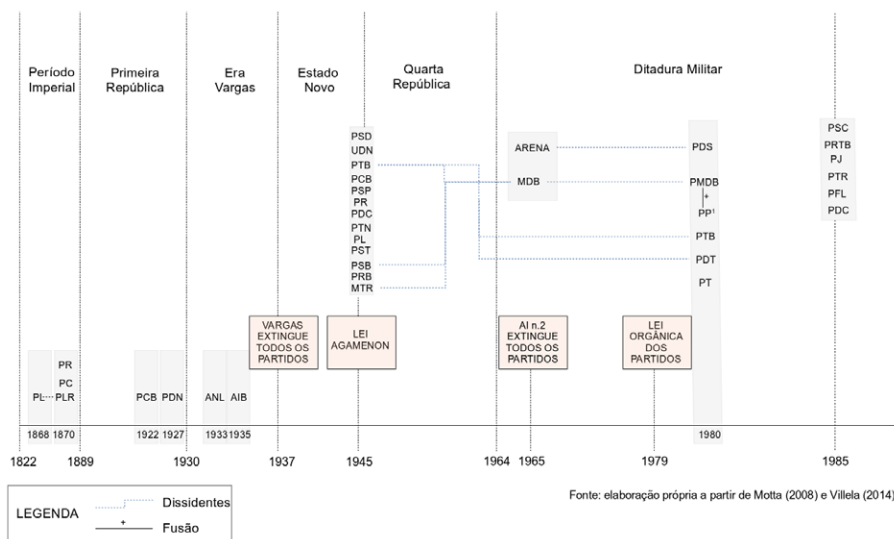 Período
Imperial
Primeira
República
Era
Vargas
Estado
Novo
Quarta
República
Ditadura Militar
PSD
UDN
PTB
PCB
PSP
PR
PDC
PTN
PL
PST
PSB
PRB
MTR
ARENA
MDB
PDS
PMDB
+
PP¹
PTB
PDT
PT
PSC
PRTB
PJ
PTR
PFL
PDC
VARGAS
EXTINGUE
TODOS OS
PARTIDOS
LEI
AGAMENON
AI n.2
EXTINGUE
TODOS OS
PARTIDOS
LEI
ORGÂNICA
DOS
PARTIDOS
PR
PC
PL
PLR
PCB
PDN
ANL
AIB
1868
1870
1922
1927
1933
1935
1980
1822
1889
1930
1937
1945
1964
1965
1979
1985
LEGENDA
Dissidentes
+
Fusão
Fonte: elaboração própria a partir de Motta (2008) e Villela (2014)